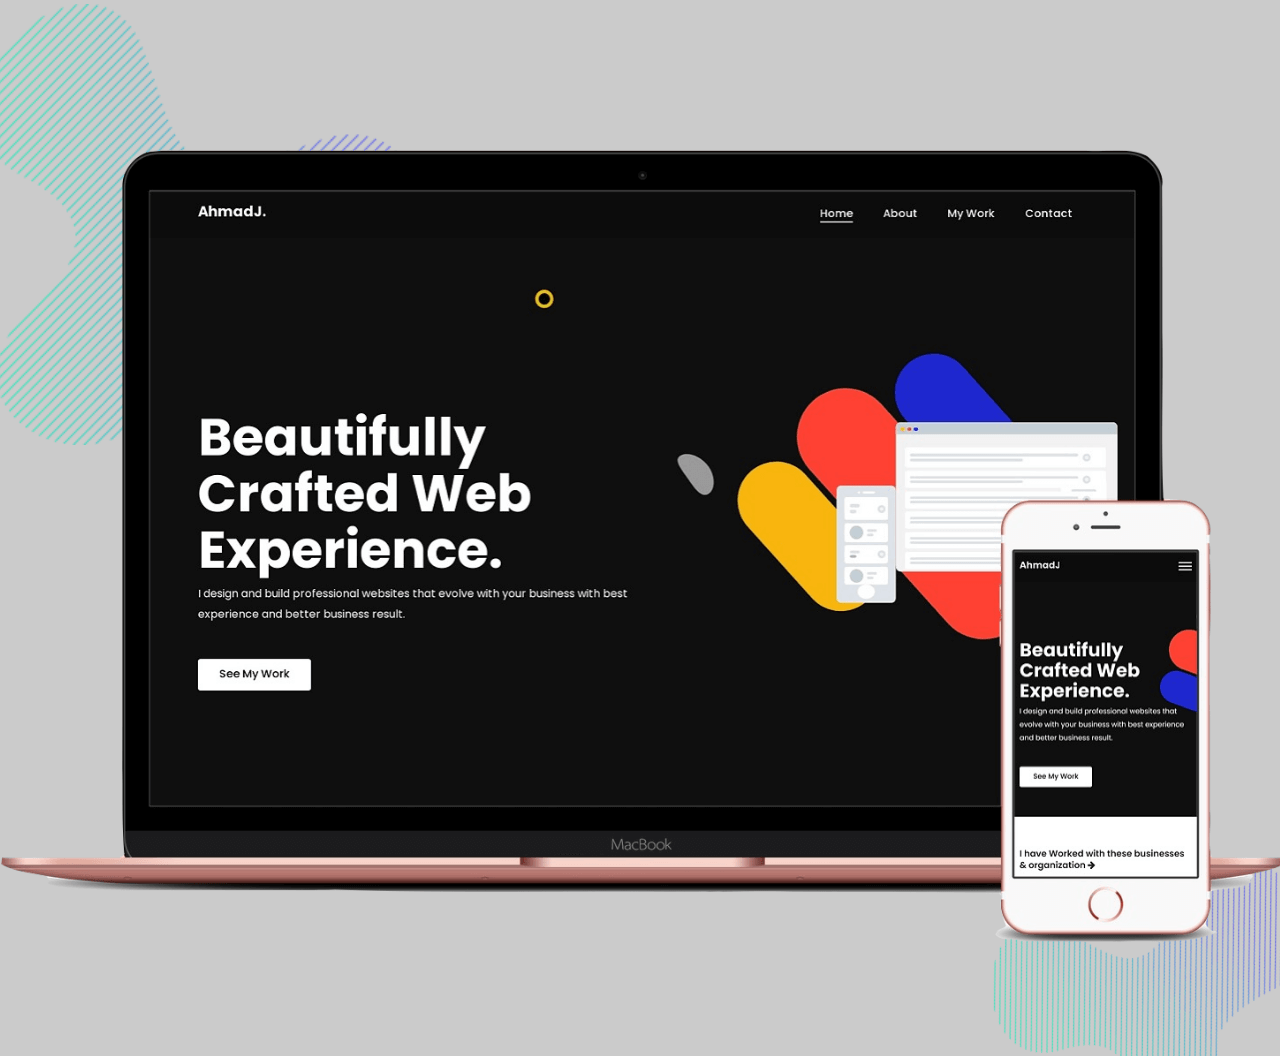 AhmadJ.
Home About My Work Contact
Beautifully
Crafted Web
Experience.
I design and build professional websites that evolve with your business with best
experience and better business result.
See My Work
MacBook
AhmadJ
Beautifully
Crafted Web
Experience.
I design and build professional websites that
evolve with your business with best experience
and better business result.
See My Work
I have Worked with these businesses
& organization →